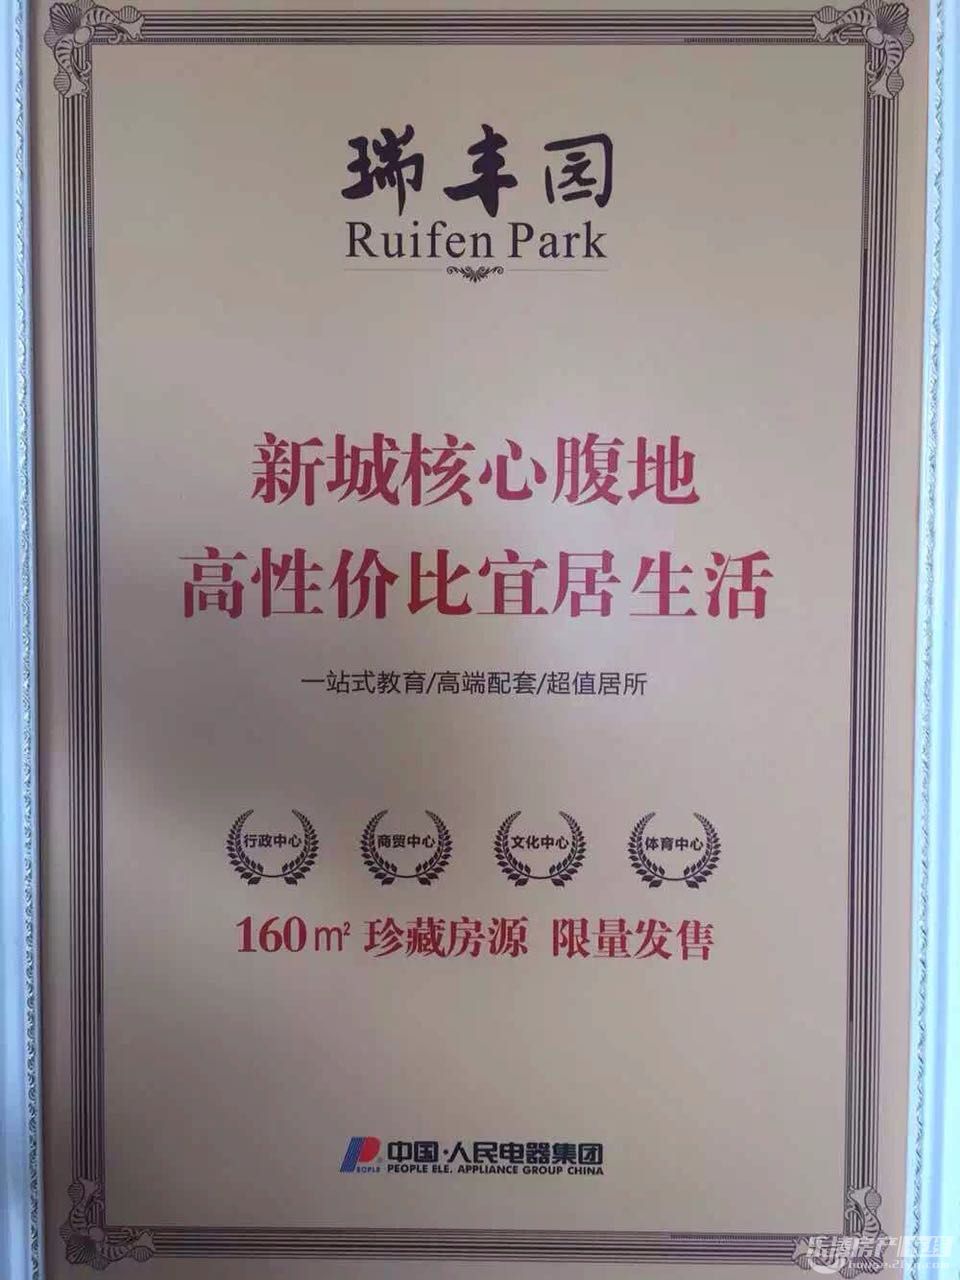 瑞丰园
Ruifen Park
新城核心腹地
高性价比宜居生活
一站式教育/高端配套/超值居所
行政中心 商贸中心 文化中心 体育中心
160㎡ 珍藏房源 限量发售
中国·人民电器集团
PEOPLE ELE. APPLIANCE GROUP CHINA